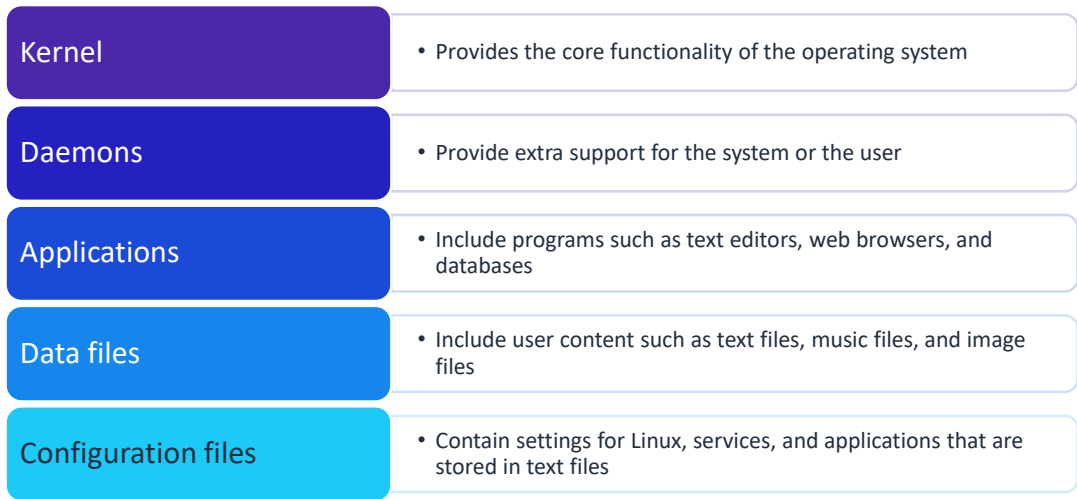 Kernel
• Provides the core functionality of the operating system
Daemons
• Provide extra support for the system or the user
Applications
• Include programs such as text editors, web browsers, and
databases
Data files
• Include user content such as text files, music files, and image
files
Configuration files
• Contain settings for Linux, services, and applications that are
stored in text files